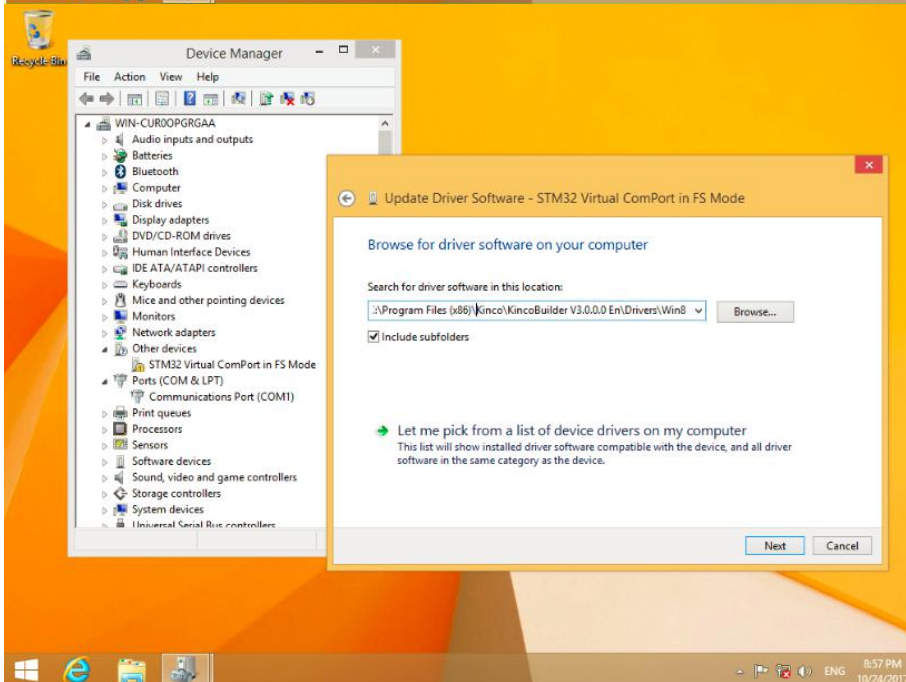 Recycle Bin
Device Manager
File Action View Help
WIN-CUR0OPGRGAA
Audio inputs and outputs
Batteries
Bluetooth
Computer
Disk drives
Display adapters
DVD/CD-ROM drives
Human Interface Devices
IDE ATA/ATAPI controllers
Keyboards
Mice and other pointing devices
Monitors
Network adapters
Other devices
STM32 Virtual ComPort in FS Mode
Ports (COM & LPT)
Communications Port (COM1)
Print queues
Processors
Sensors
Software devices
Sound, video and game controllers
Storage controllers
System devices
Universal Serial Bus controllers
Update Driver Software - STM32 Virtual ComPort in FS Mode
Browse for driver software on your computer
Search for driver software in this location:
:\Program Files (x86)\Kinco\KincoBuilder V3.0.0.0 En\Drivers\Win8
Browse...
Include subfolders
Let me pick from a list of device drivers on my computer
This list will show installed driver software compatible with the device, and all driver
software in the same category as the device.
Next Cancel
ENG
8:57 PM
10/24/2017